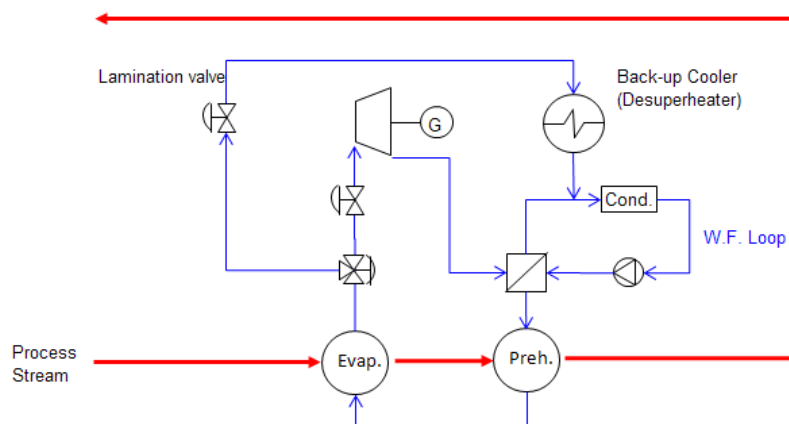 Lamination valve
Back-up Cooler
(Desuperheater)
G
Cond.
W.F. Loop
Process
Stream
Evap.
Preh.